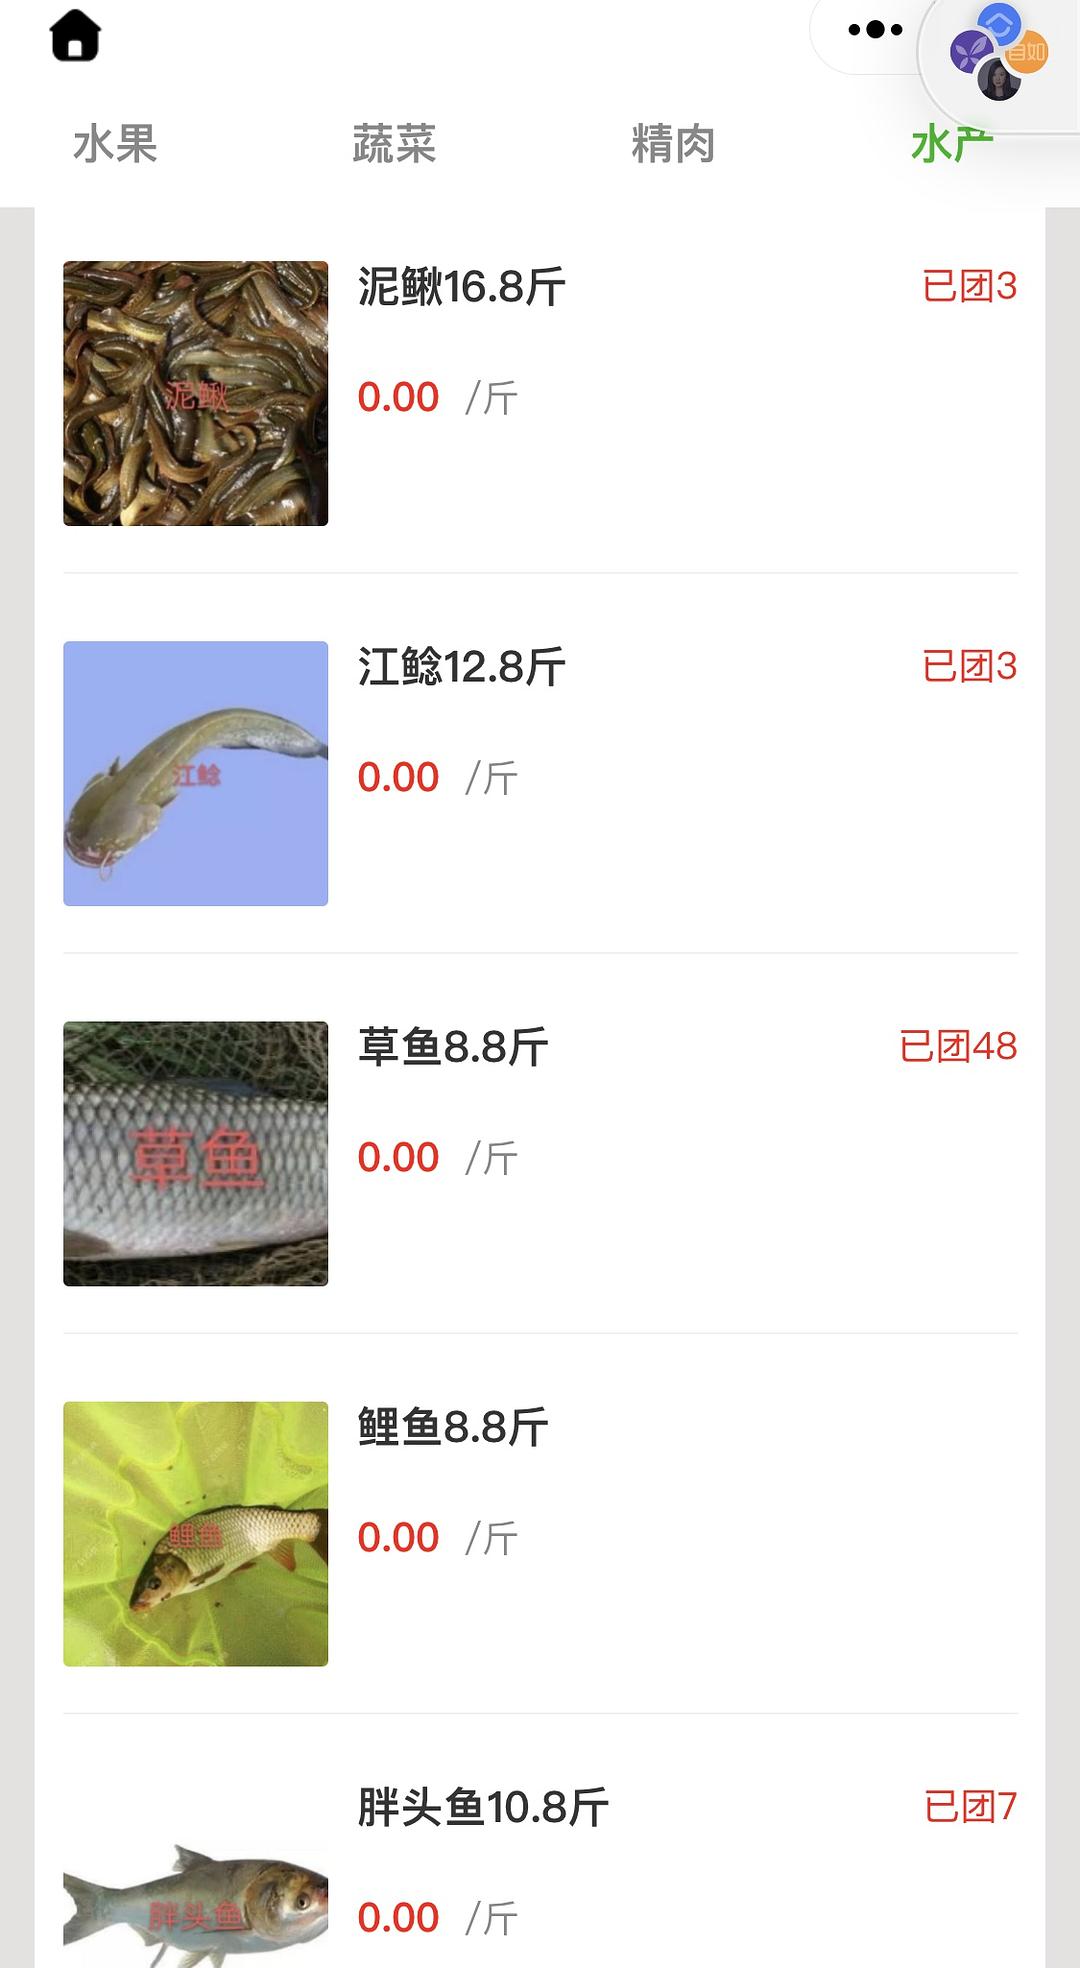 自如
水果 蔬菜 精肉 水产
泥鳅16.8斤 已团3
0.00 /斤
泥鳅
江鲶12.8斤 已团3
0.00 /斤
江鲶
草鱼8.8斤 已团48
0.00 /斤
草鱼
鲤鱼8.8斤
0.00 /斤
鲤鱼
胖头鱼10.8斤 已团7
0.00 /斤
胖头鱼